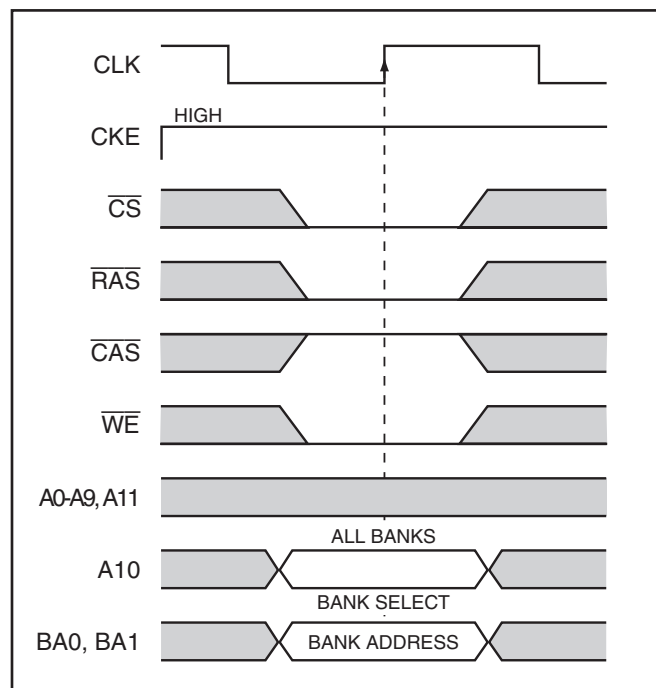 CLK
HIGH
CKE
CS
RAS
CAS
WE
A0-A9, A11
ALL BANKS
A10
BANK SELECT
BA0, BA1
BANK ADDRESS